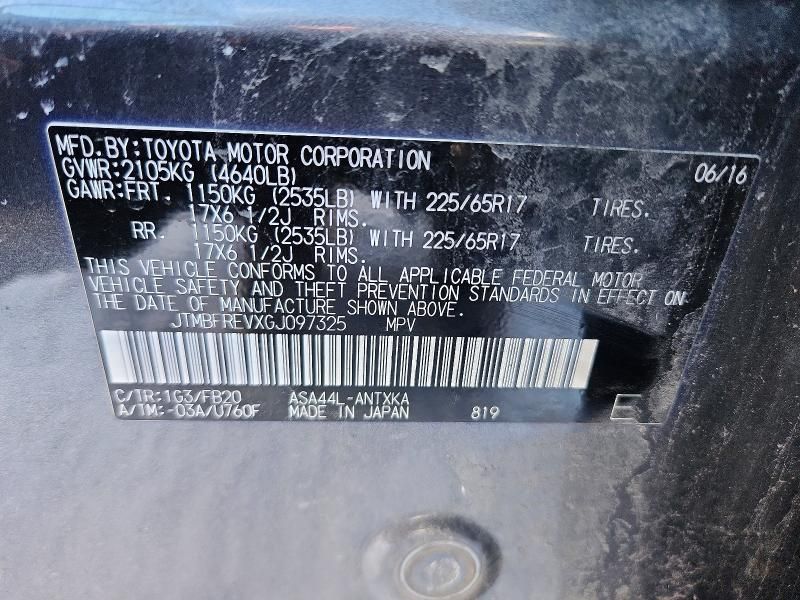 MFD.BY:TOYOTA MOTOR CORPORATION 06/16
GVWR:2105KG (4640LB)
GAWR:FRT. 1150KG (2535LB) WITH 225/65R17 TIRES.
17X6 1/2J RIMS.
RR. 1150KG (2535LB) WITH 225/65R17 TIRES.
17X6 1/2J RIMS.
THIS VEHICLE CONFORMS TO ALL APPLICABLE FEDERAL MOTOR
VEHICLE SAFETY AND THEFT PREVENTION STANDARDS IN EFFECT ON
THE DATE OF MANUFACTURE SHOWN ABOVE.
JTMBFREVXGJ097325 MPV
C/TR:1G3/FB20 ASA44L-ANTXKA
A/TM:-03A/U760F MADE IN JAPAN 819 E